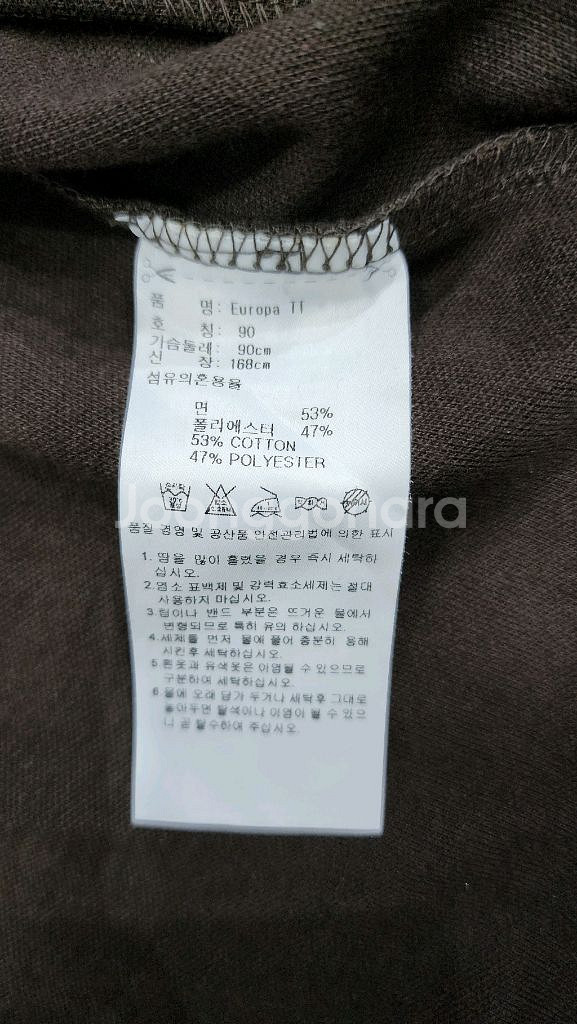 품 명: Europa TI
호 칭: 90
가슴둘레: 90cm
신 장: 168cm
섬유의혼용율
면 53%
폴리에스터 47%
53% COTTON
47% POLYESTER
품질 경영 및 공산품 안전관리법에 의한 표시
1. 땀을 많이 흘렸을 경우 즉시 세탁하
십시오.
2.염소 표백제 및 강력효소세제는 절대
사용하지 마십시오.
3.립이나 밴드 부분은 뜨거운 물에서
변형되므로 특히 유의 하십시오.
4.세제를 먼저 물에 풀어 충분히 용해
시킨후 세탁하십시오.
5 흰옷과 유색옷은 이염될 수 있으므로
구분하여 세탁하십시오.
6 물에 오래 담가 두거나 세탁후 그대로
놓아두면 탈색이나 이염이 될 수 있으
니 곧 탈수하여 주십시오.
Joonggonara